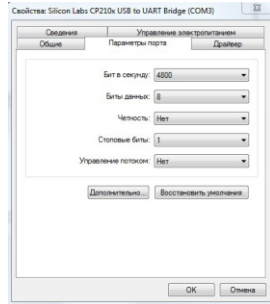 Свойства: Silicon Labs CP210x USB to UART Bridge (COM3)
Сведения Управление электропитанием
Общие Параметры порта Драйвер
Бит в секунду: 4800
Биты данных: 8
Четность: Нет
Стоповые биты: 1
Управление потоком: Нет
Дополнительно... Восстановить умолчания
OK Отмена